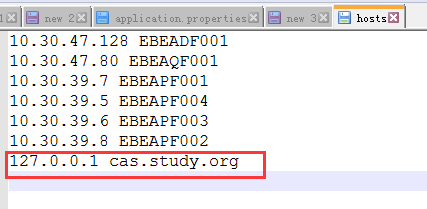 new 2 application.properties new 3 hosts
10.30.47.128 EBEADF001
10.30.47.80 EBEAQF001
10.30.39.7 EBEAPF001
10.30.39.5 EBEAPF004
10.30.39.6 EBEAPF003
10.30.39.8 EBEAPF002
127.0.0.1 cas.study.org